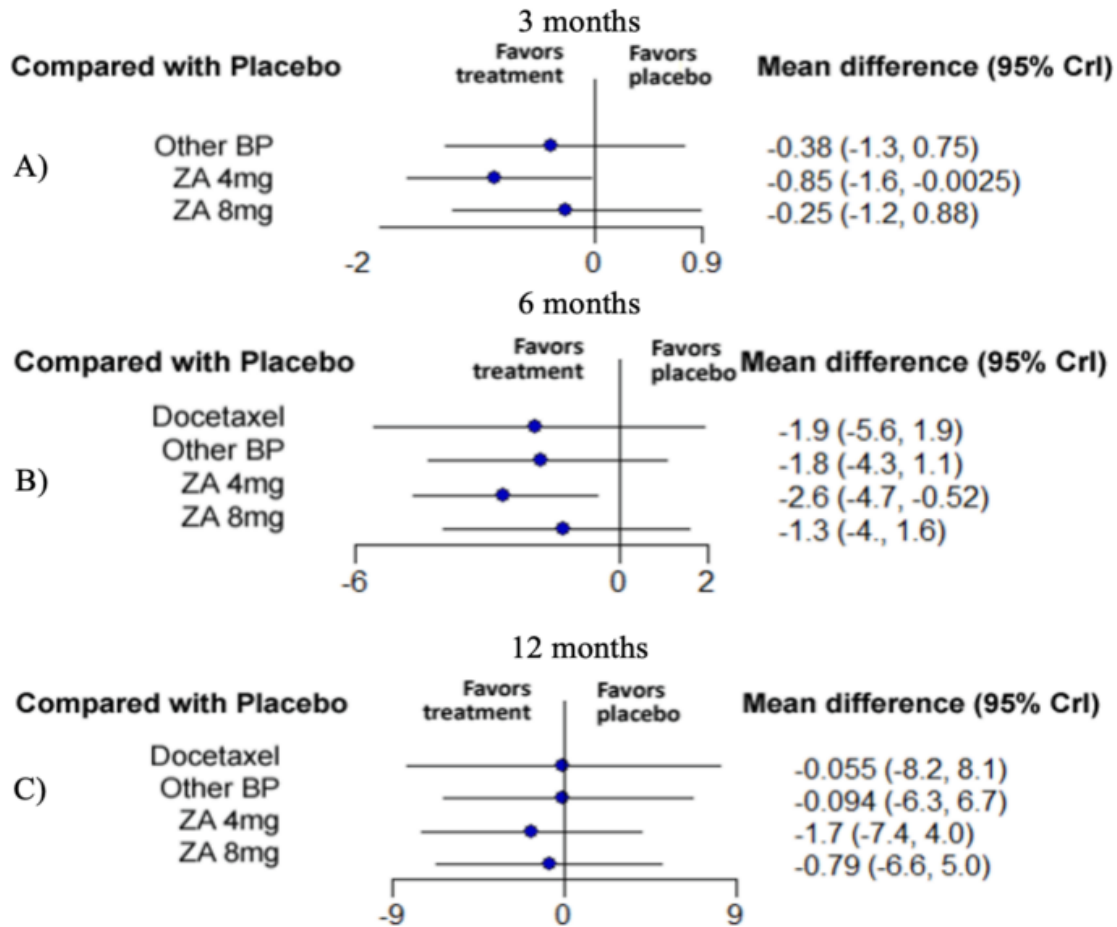 3 months
Compared with Placebo Favors treatment Favors placebo Mean difference (95% Crl)
A)
Other BP -0.38 (-1.3, 0.75)
ZA 4mg -0.85 (-1.6, -0.0025)
ZA 8mg -0.25 (-1.2, 0.88)
-2 0 0.9
6 months
Compared with Placebo Favors treatment Favors placebo Mean difference (95% Crl)
B)
Docetaxel -1.9 (-5.6, 1.9)
Other BP -1.8 (-4.3, 1.1)
ZA 4mg -2.6 (-4.7, -0.52)
ZA 8mg -1.3 (-4., 1.6)
-6 0 2
12 months
Compared with Placebo Favors treatment Favors placebo Mean difference (95% Crl)
C)
Docetaxel -0.055 (-8.2, 8.1)
Other BP -0.094 (-6.3, 6.7)
ZA 4mg -1.7 (-7.4, 4.0)
ZA 8mg -0.79 (-6.6, 5.0)
-9 0 9